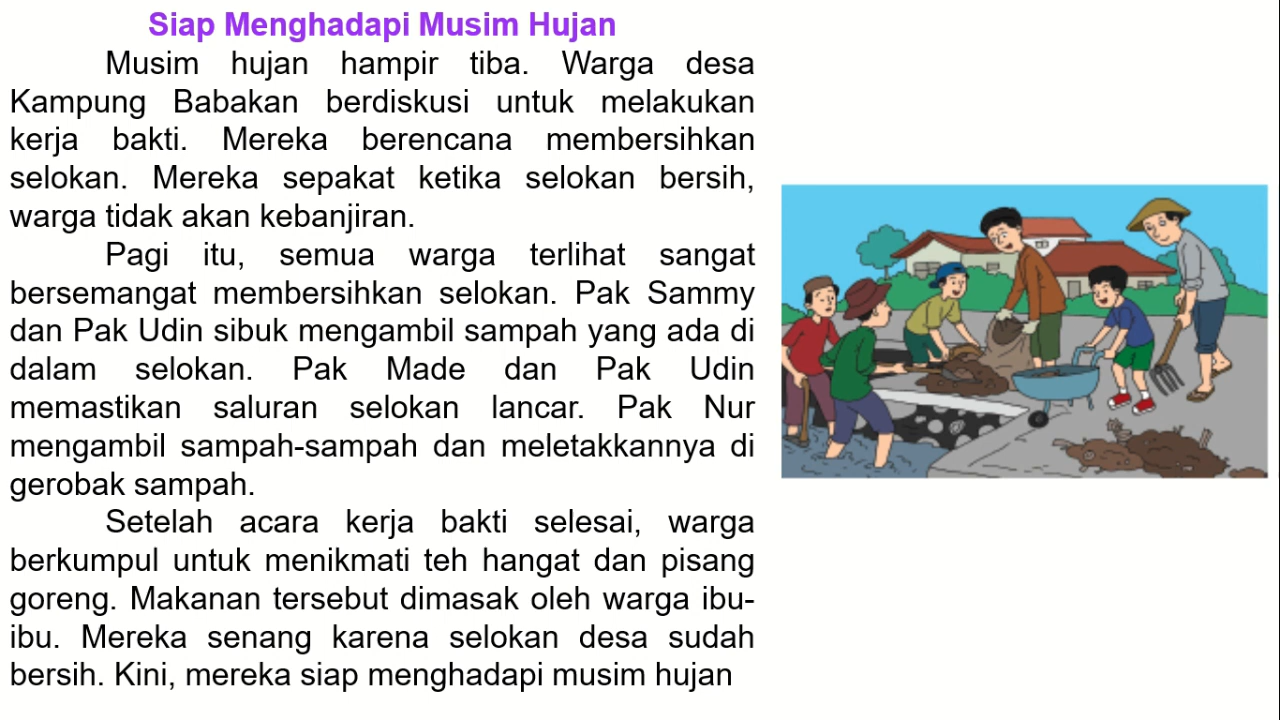 Siap Menghadapi Musim Hujan
Musim hujan hampir tiba. Warga desa
Kampung Babakan berdiskusi untuk melakukan
kerja bakti. Mereka berencana membersihkan
selokan. Mereka sepakat ketika selokan bersih,
warga tidak akan kebanjiran.
Pagi itu, semua warga terlihat sangat
bersemangat membersihkan selokan. Pak Sammy
dan Pak Udin sibuk mengambil sampah yang ada di
dalam selokan. Pak Made dan Pak Udin
memastikan saluran selokan lancar. Pak Nur
mengambil sampah-sampah dan meletakkannya di
gerobak sampah.
Setelah acara kerja bakti selesai, warga
berkumpul untuk menikmati teh hangat dan pisang
goreng. Makanan tersebut dimasak oleh warga ibu-
ibu. Mereka senang karena selokan desa sudah
bersih. Kini, mereka siap menghadapi musim hujan